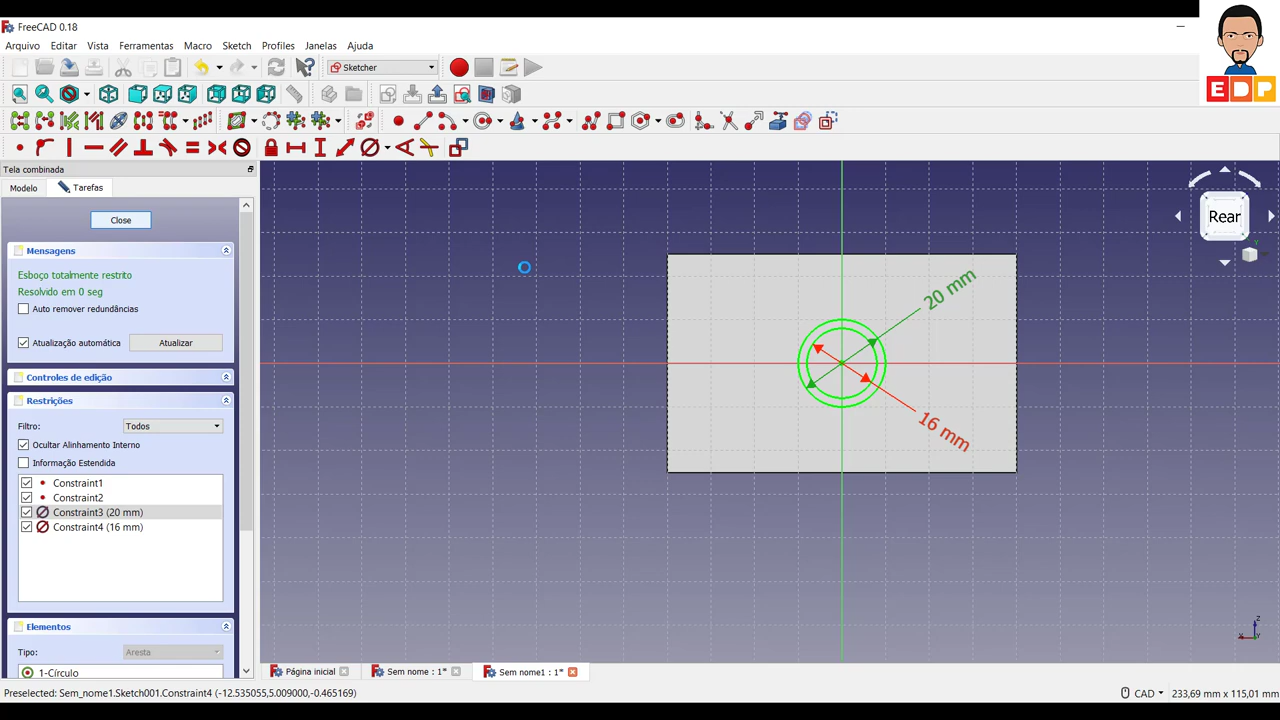 FreeCAD 0.18
Arquivo Editar Vista Ferramentas Macro Sketch Profiles Janelas Ajuda
Sketcher
EDP
Tela combinada
Modelo Tarefas
Close
Mensagens
Esboço totalmente restrito
Resolvido em 0 seg
Auto remover redundâncias
Atualização automática Atualizar
Controles de edição
Restrições
Filtro: Todos
Ocultar Alinhamento Interno
Informação Estendida
Constraint1
Constraint2
Constraint3 (20 mm)
Constraint4 (16 mm)
Elementos
Tipo: Aresta
1-Círculo
Rear
Y
20 mm
16 mm
Z
X Y
Página inicial Sem nome : 1* Sem nome1 : 1*
Preselected: Sem_nome1.Sketch001.Constraint4 (-12.535055,5.009000,-0.465169)
CAD 233,69 mm x 115,01 mm